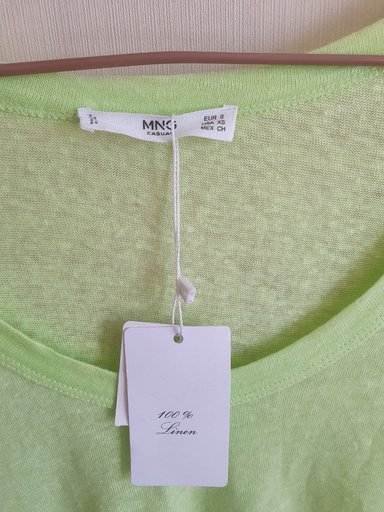 MNG
CASUAL
EUR S
USA XS
MEX CH
100 %
Linen